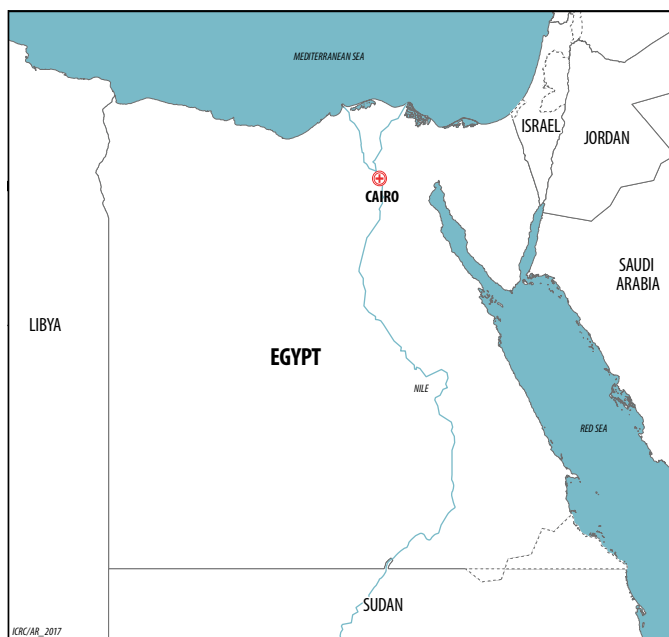 MEDITERRANEAN SEA
ISRAEL
JORDAN
CAIRO
SAUDI
ARABIA
LIBYA
EGYPT
NILE
RED SEA
SUDAN
ICRC/AR_2017